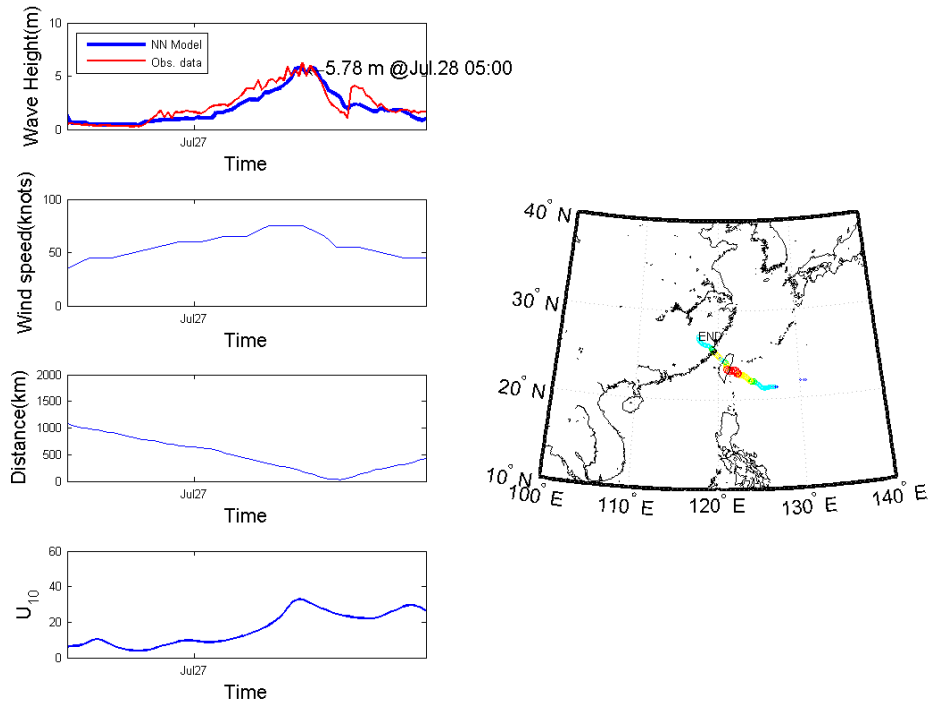 10
5
0
Wave Height(m)
NN Model
Obs. data
5.78 m @Jul.28 05:00
Jul27
Time
100
50
0
Wind speed(knots)
Jul27
Time
2000
1500
1000
500
0
Distance(km)
Jul27
Time
60
40
20
0
U10
Jul27
Time
40° N
30° N
20° N
10° N
100° E
110° E
120° E
130° E
140° E
END